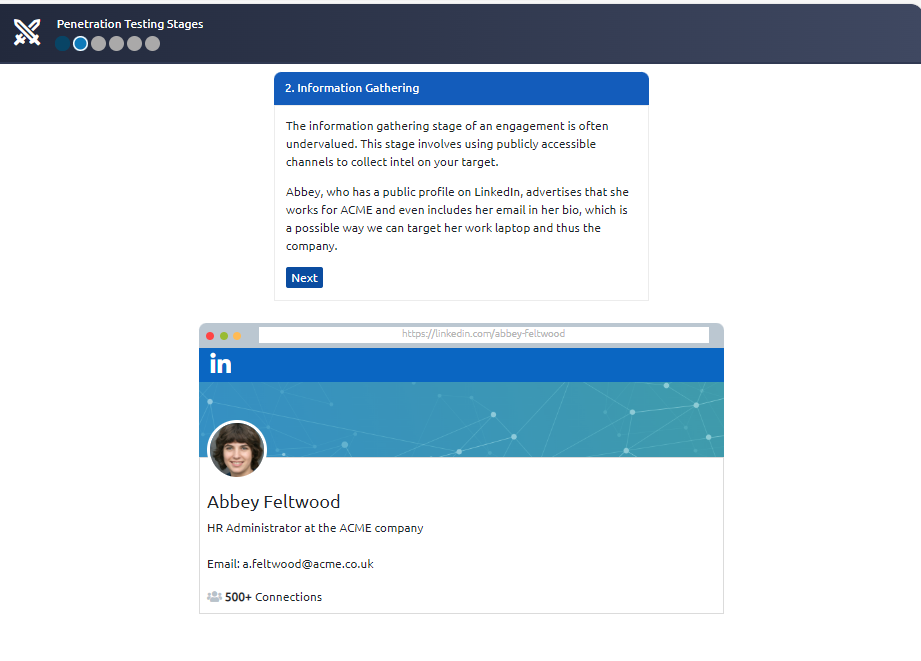 Penetration Testing Stages
2. Information Gathering
The information gathering stage of an engagement is often
undervalued. This stage involves using publicly accessible
channels to collect intel on your target.
Abbey, who has a public profile on LinkedIn, advertises that she
works for ACME and even includes her email in her bio, which is
a possible way we can target her work laptop and thus the
company.
Next
https://linkedin.com/abbey-feltwood
in
Abbey Feltwood
HR Administrator at the ACME company
Email: a.feltwood@acme.co.uk
500+ Connections